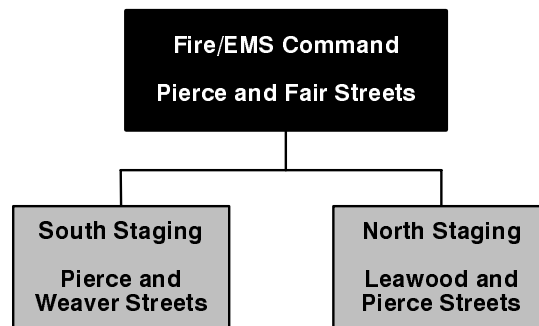 Fire/EMS Command
Pierce and Fair Streets
South Staging
Pierce and
Weaver Streets
North Staging
Leawood and
Pierce Streets